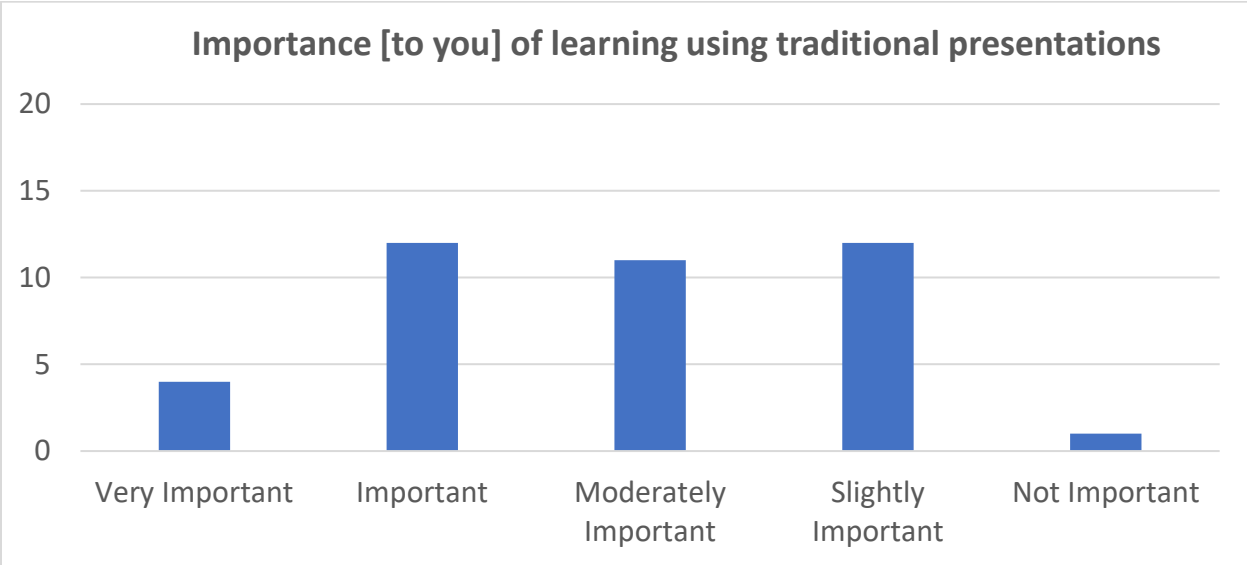 Importance [to you] of learning using traditional presentations
20
15
10
5
0
Very Important
Important
Moderately
Important
Slightly
Important
Not Important